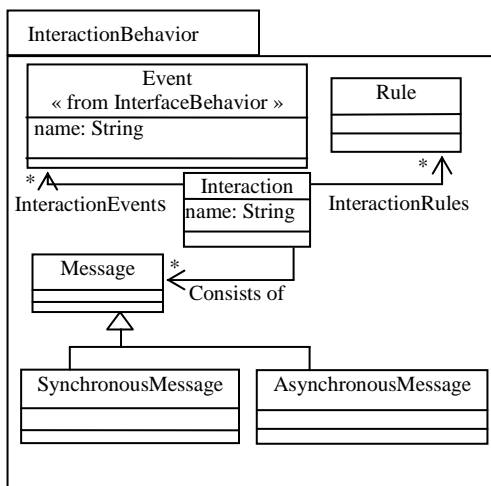 InteractionBehavior
Event
« from InterfaceBehavior »
name: String
Rule
*
*
Interaction
name: String
InteractionEvents
InteractionRules
Message
*
Consists of
SynchronousMessage
AsynchronousMessage